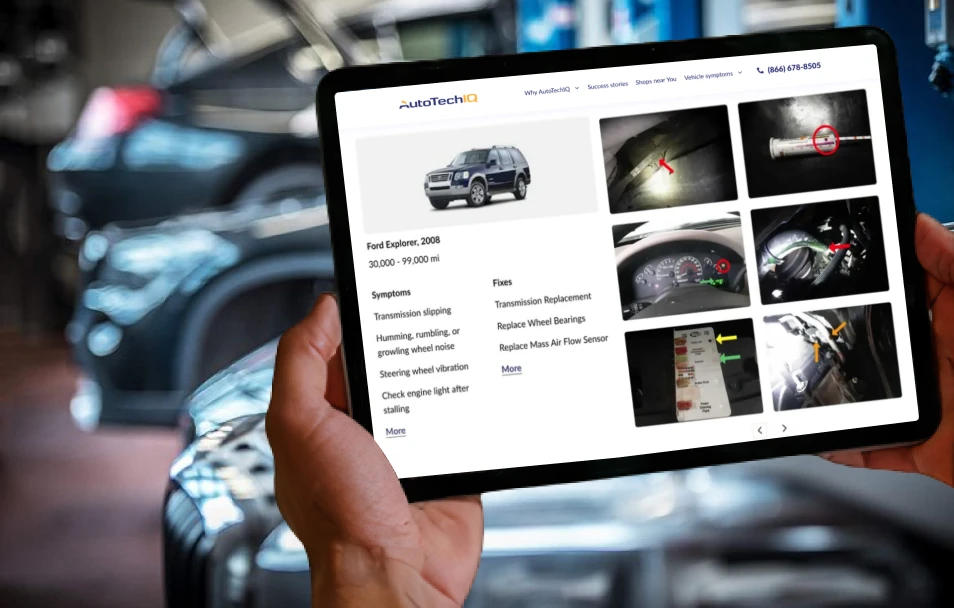 AutoTechIQ
Why AutoTechIQ
Success stories
Shops near You
Vehicle symptoms
(866) 678-8505
Ford Explorer, 2008
30,000 - 99,000 mi
Symptoms
Transmission slipping
Humming, rumbling, or
growling wheel noise
Steering wheel vibration
Check engine light after
stalling
More
Fixes
Transmission Replacement
Replace Wheel Bearings
Replace Mass Air Flow Sensor
More